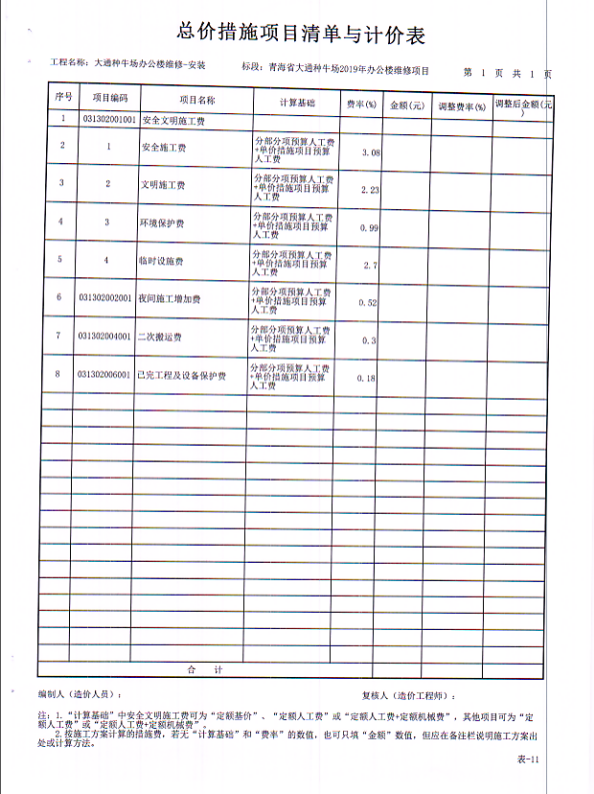 总价措施项目清单与计价表
工程名称：大通种牛场办公楼维修-安装 标段：青海省大通种牛场2019年办公楼维修项目 第 1 页 共 1 页
序号 项目编码 项目名称 计算基础 费率(%) 金额(元) 调整费率(%) 调整后金额(元)
1 031302001001 安全文明施工费
2 1 安全施工费 分部分项预算人工费+单价措施项目预算人工费 3.08
3 2 文明施工费 分部分项预算人工费+单价措施项目预算人工费 2.23
4 3 环境保护费 分部分项预算人工费+单价措施项目预算人工费 0.99
5 4 临时设施费 分部分项预算人工费+单价措施项目预算人工费 2.7
6 031302002001 夜间施工增加费 分部分项预算人工费+单价措施项目预算人工费 0.52
7 031302004001 二次搬运费 分部分项预算人工费+单价措施项目预算人工费 0.3
8 031302006001 已完工程及设备保护费 分部分项预算人工费+单价措施项目预算人工费 0.18
合 计
编制人（造价人员）： 复核人（造价工程师）：
注：1.“计算基础”中安全文明施工费可为“定额基价”、“定额人工费”或“定额人工费+定额机械费”，其他项目可为“定
额人工费”或“定额人工费+定额机械费”。
2.按施工方案计算的措施费，若无“计算基础”和“费率”的数值，也可只填“金额”数值，但应在备注栏说明施工方案出
处或计算方法。
表-11